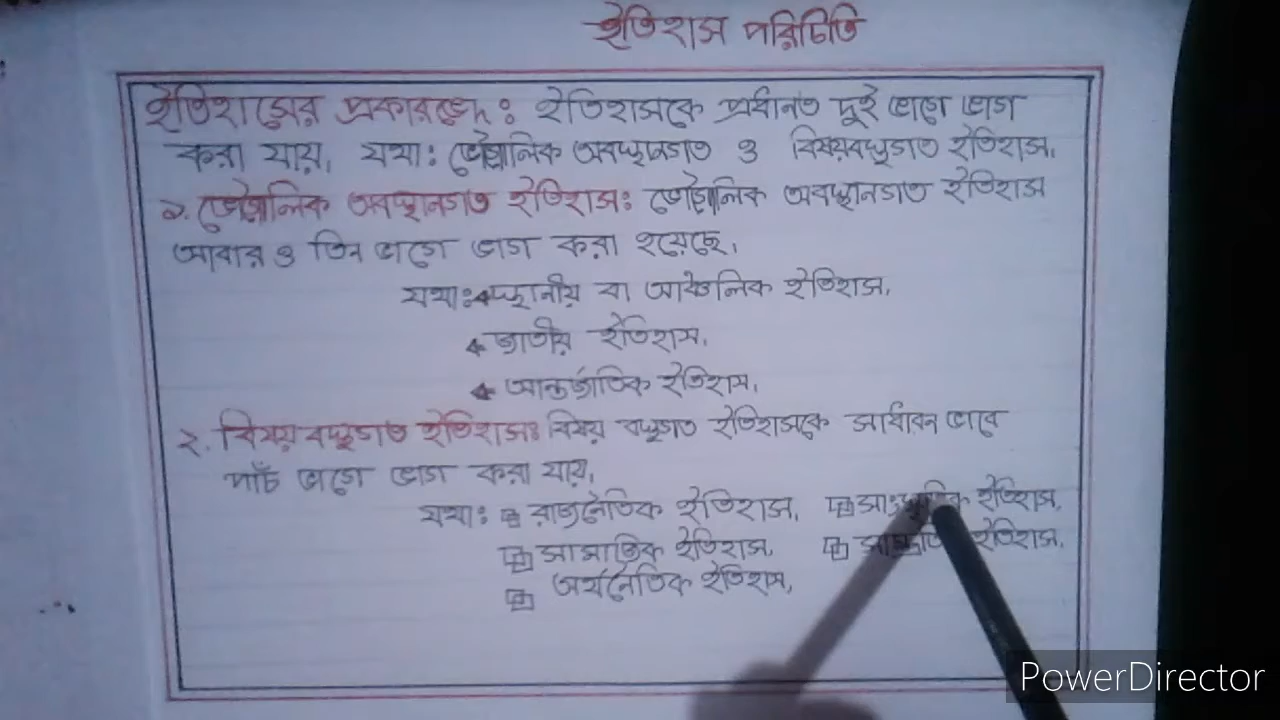 ইতিহাস পরিচিতি
ইতিহাসের প্রকারভেদ: ইতিহাসকে প্রধানত দুই ভাগে ভাগ
করা যায়, যথা: ভৌগোলিক অবস্থানগত ও বিষয়বস্তুগত ইতিহাস,
১. ভৌগোলিক অবস্থানগত ইতিহাস: ভৌগোলিক অবস্থানগত ইতিহাস
আবার ও তিন ভাগে ভাগ করা হয়েছে,
যথা: স্থানীয় বা আঞ্চলিক ইতিহাস,
জাতীয় ইতিহাস,
আন্তর্জাতিক ইতিহাস,
২. বিষয়বস্তুগত ইতিহাস: বিষয় বস্তুগত ইতিহাসকে সাধারন ভাবে
পাঁচ ভাগে ভাগ করা যায়,
যথা: রাজনৈতিক ইতিহাস, ইতিহাস,
সামাজিক ইতিহাস, ইতিহাস,
অর্থনৈতিক ইতিহাস,
PowerDirector